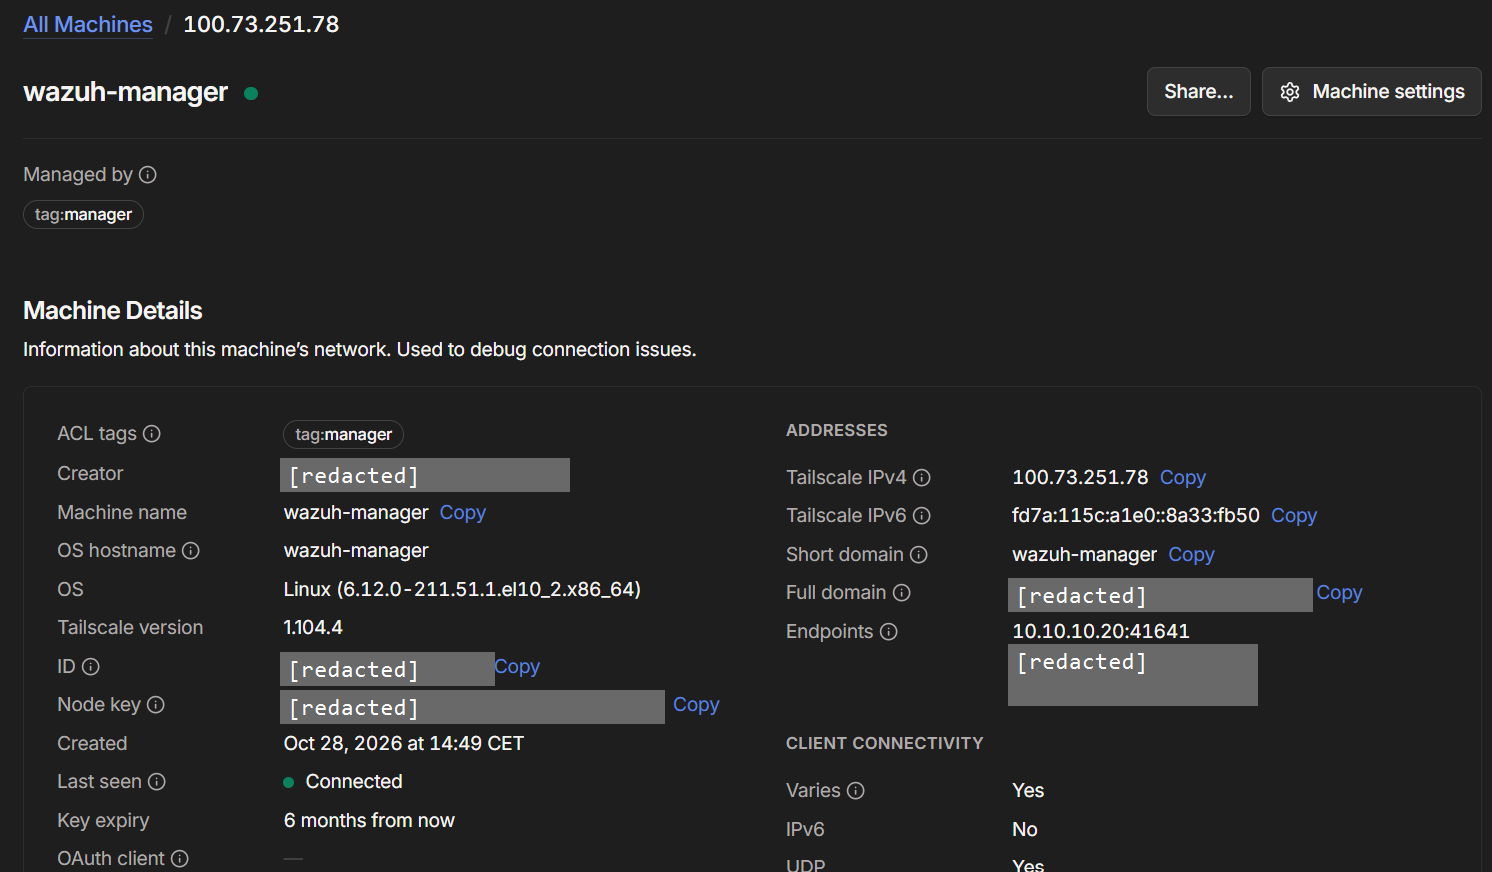 All Machines / 100.73.251.78
wazuh-manager
Share...
Machine settings
Managed by
tag:manager
Machine Details
Information about this machine's network. Used to debug connection issues.
ACL tags tag:manager
Creator [redacted]
Machine name wazuh-manager Copy
OS hostname wazuh-manager
OS Linux (6.12.0-211.51.1.el10_2.x86_64)
Tailscale version 1.104.4
ID [redacted] Copy
Node key [redacted] Copy
Created Oct 28, 2026 at 14:49 CET
Last seen Connected
Key expiry 6 months from now
OAuth client —
ADDRESSES
Tailscale IPv4 100.73.251.78 Copy
Tailscale IPv6 fd7a:115c:a1e0::8a33:fb50 Copy
Short domain wazuh-manager Copy
Full domain [redacted] Copy
Endpoints 10.10.10.20:41641
[redacted]
CLIENT CONNECTIVITY
Varies Yes
IPv6 No
UDP Yes